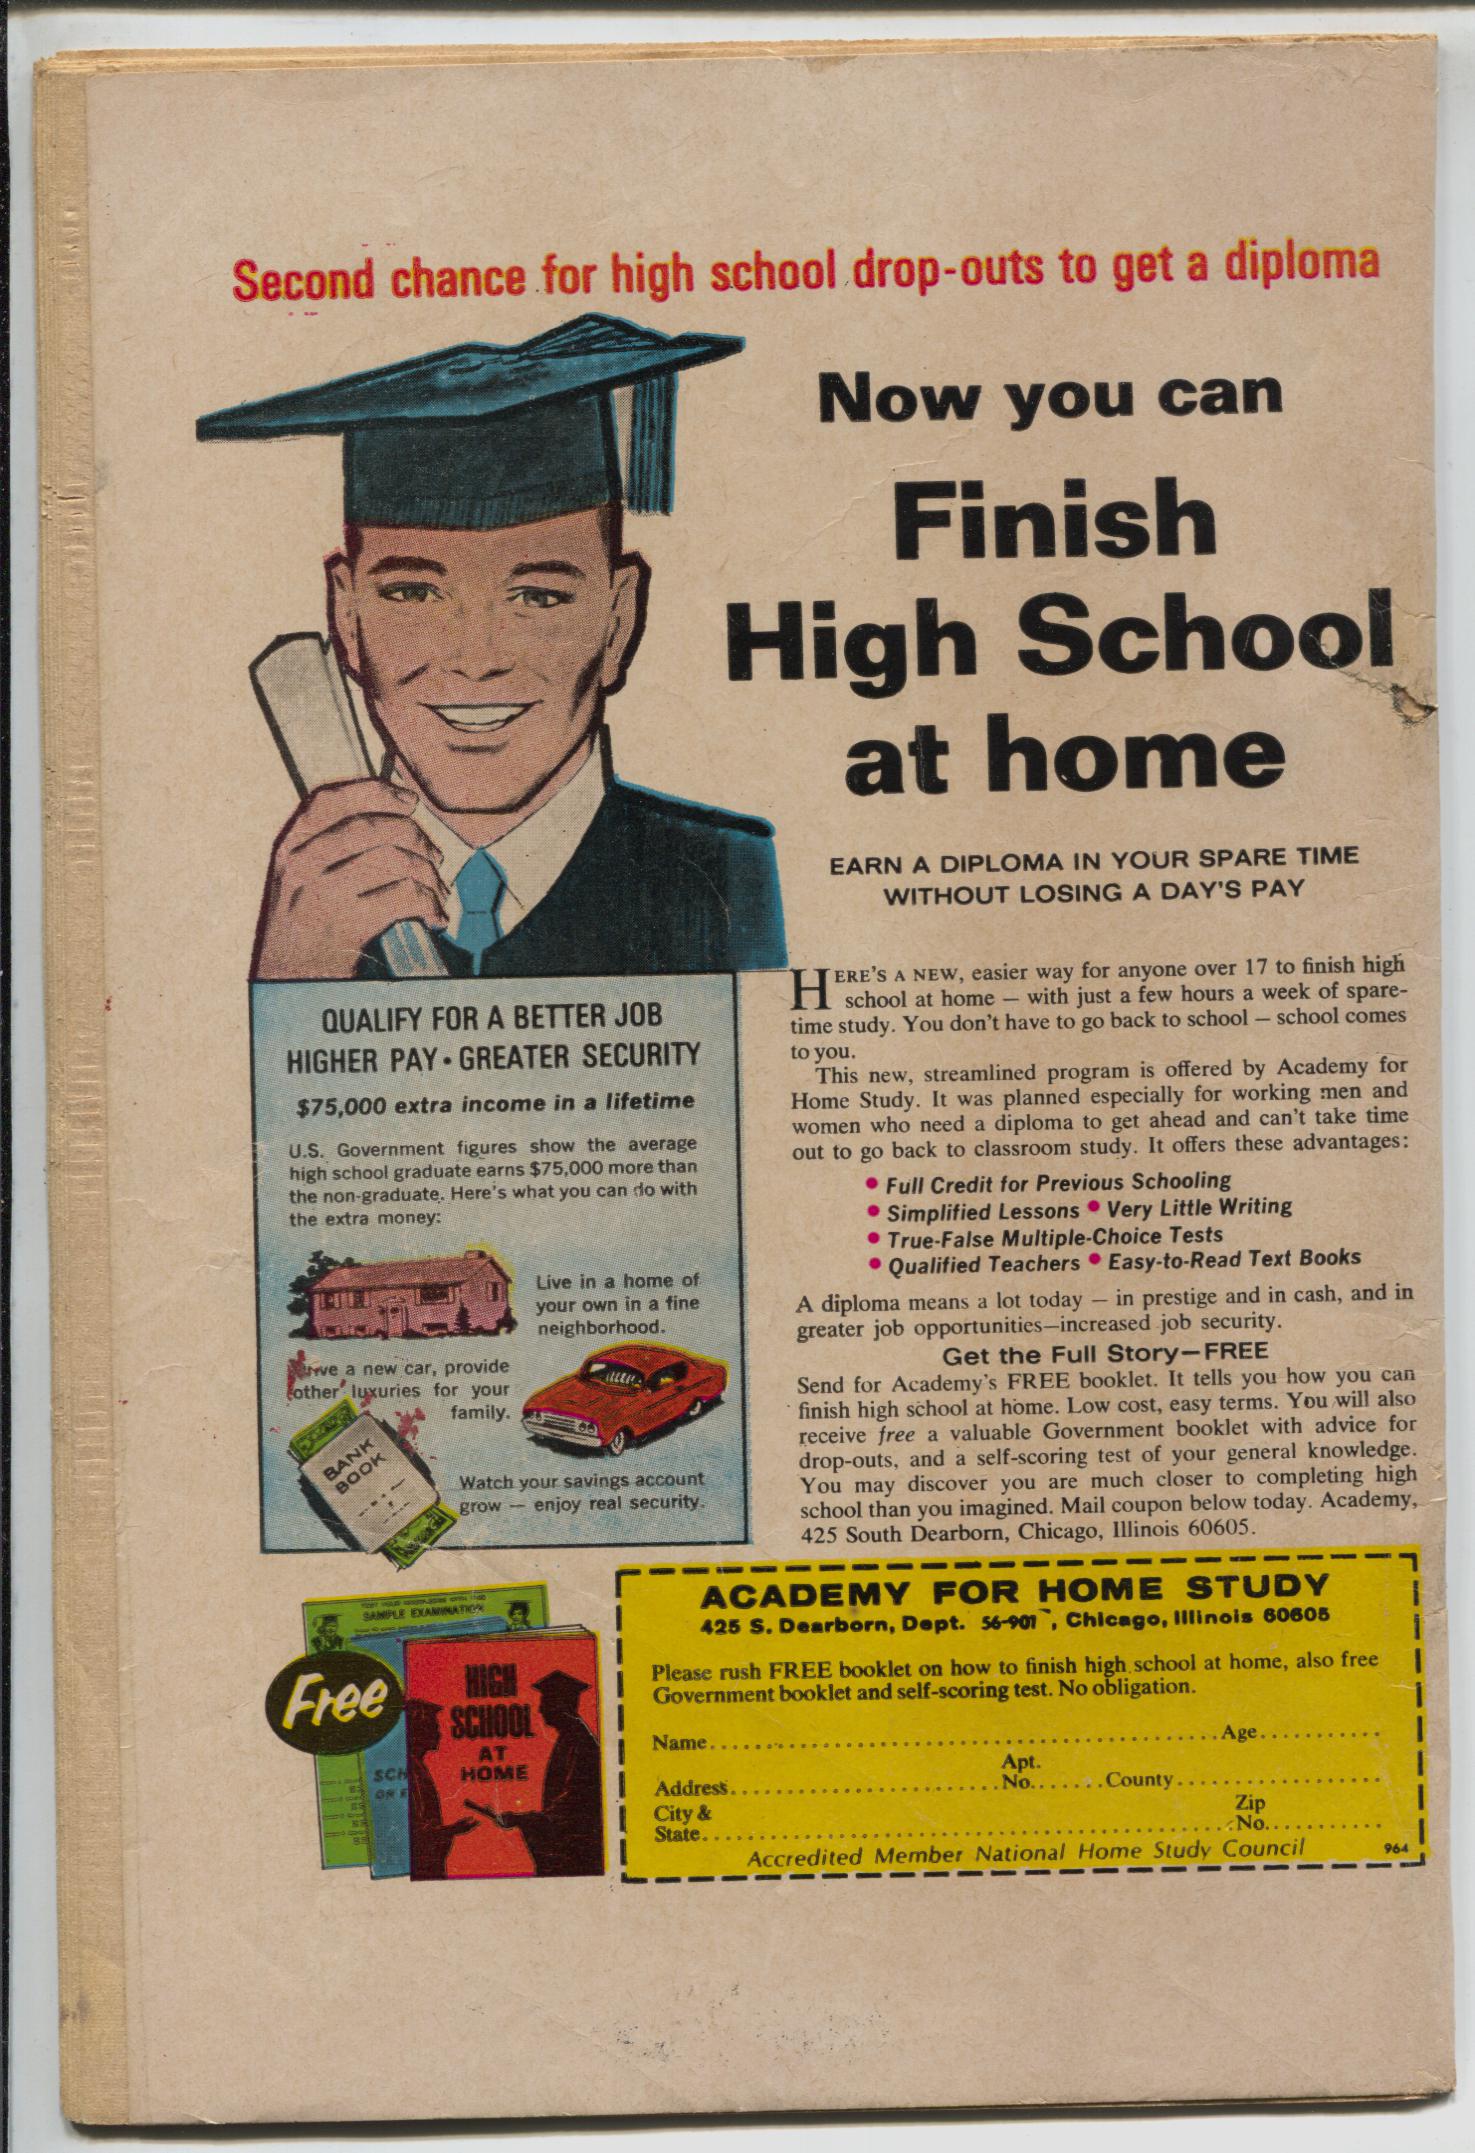 Second chance for high school drop-outs to get a diploma
Now you can
Finish
High School
at home
EARN A DIPLOMA IN YOUR SPARE TIME
WITHOUT LOSING A DAY'S PAY
HERE'S A NEW, easier way for anyone over 17 to finish high
school at home – with just a few hours a week of spare-
time study. You don't have to go back to school – school comes
to you.
This new, streamlined program is offered by Academy for
Home Study. It was planned especially for working men and
women who need a diploma to get ahead and can't take time
out to go back to classroom study. It offers these advantages:
• Full Credit for Previous Schooling
• Simplified Lessons • Very Little Writing
• True-False Multiple-Choice Tests
• Qualified Teachers • Easy-to-Read Text Books
A diploma means a lot today – in prestige and in cash, and in
greater job opportunities—increased job security.
Get the Full Story—FREE
Send for Academy's FREE booklet. It tells you how you can
finish high school at home. Low cost, easy terms. You will also
receive free a valuable Government booklet with advice for
drop-outs, and a self-scoring test of your general knowledge.
You may discover you are much closer to completing high
school than you imagined. Mail coupon below today. Academy,
425 South Dearborn, Chicago, Illinois 60605.
QUALIFY FOR A BETTER JOB
HIGHER PAY • GREATER SECURITY
$75,000 extra income in a lifetime
U.S. Government figures show the average
high school graduate earns $75,000 more than
the non-graduate. Here's what you can do with
the extra money:
Live in a home of
your own in a fine
neighborhood.
a new car, provide
other luxuries for your
family.
BANK
BOOK
Watch your savings account
grow — enjoy real security.
SAMPLE EXAMINATION
Free
HIGH
SCHOOL
AT
HOME
SCH
OR E
ACADEMY FOR HOME STUDY
425 S. Dearborn, Dept. 56-901, Chicago, Illinois 60605
Please rush FREE booklet on how to finish high school at home, also free
Government booklet and self-scoring test. No obligation.
Name Age
Apt.
Address No. County
City & Zip
State No.
Accredited Member National Home Study Council 964